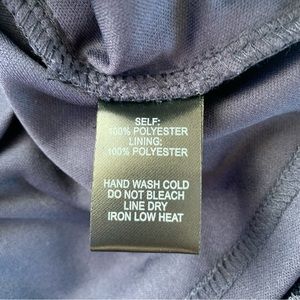 SELF:
100% POLYESTER
LINING:
100% POLYESTER
HAND WASH COLD
DO NOT BLEACH
LINE DRY
IRON LOW HEAT